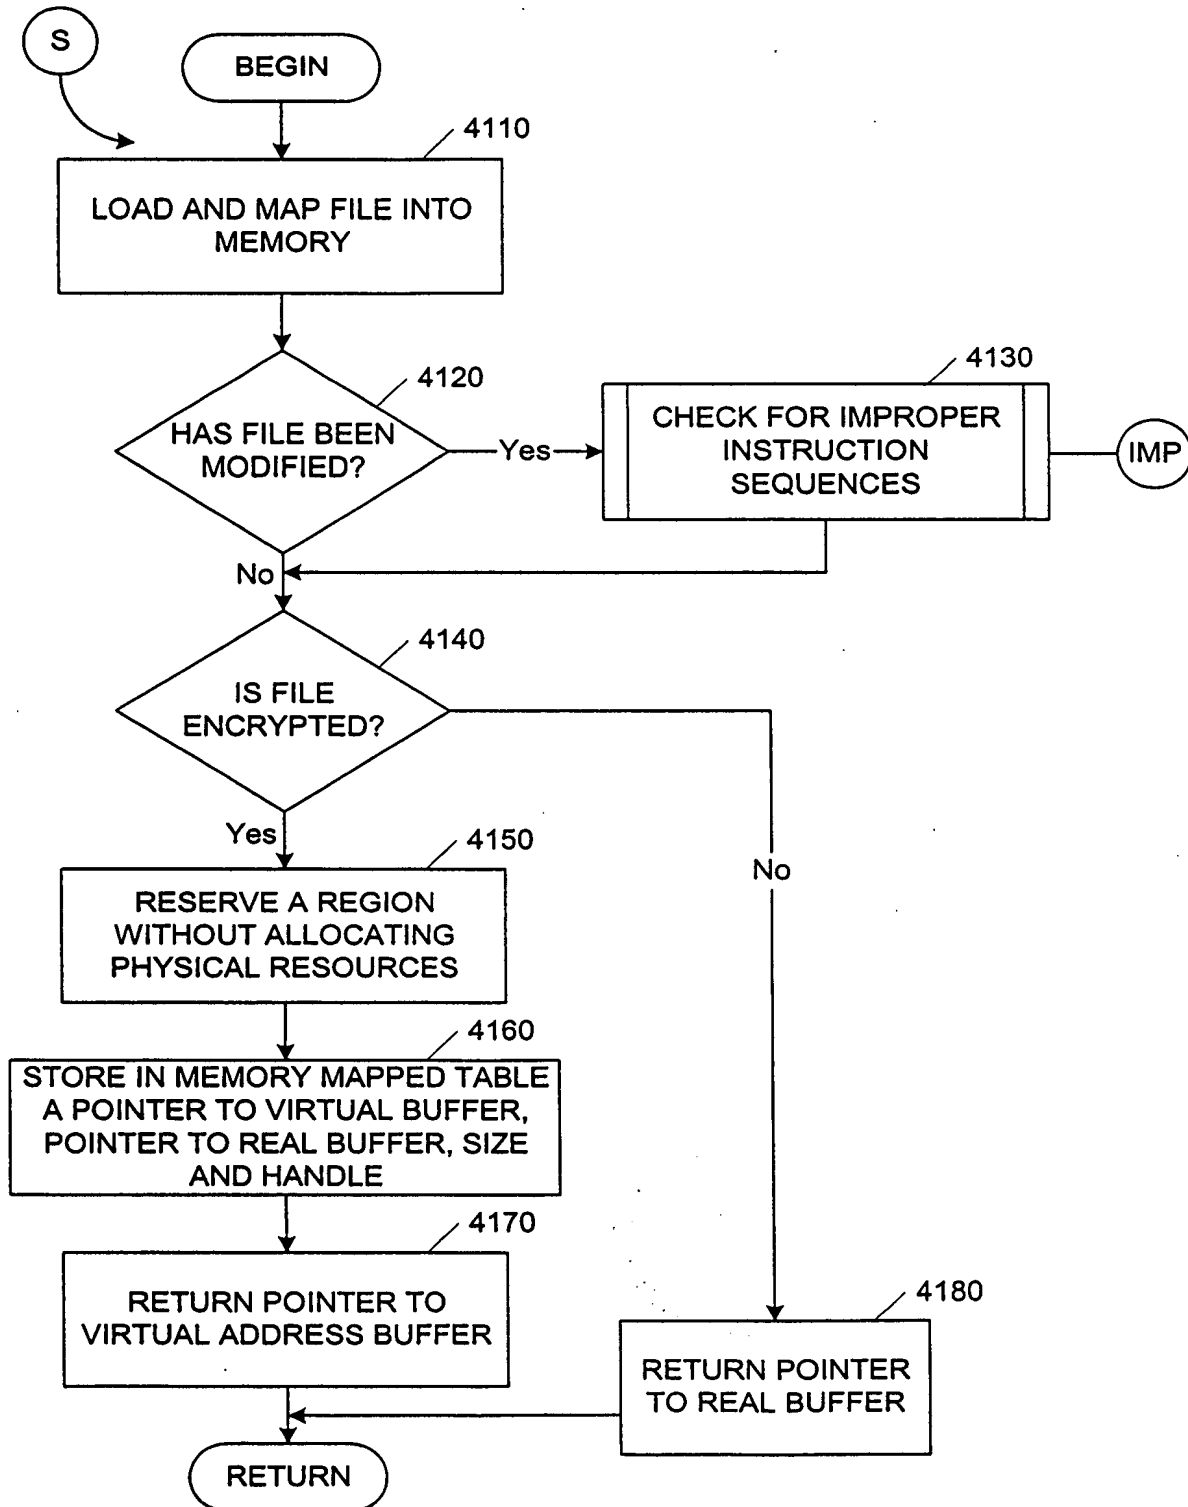 S
BEGIN
4110
LOAD AND MAP FILE INTO
MEMORY
4120
HAS FILE BEEN
MODIFIED?
Yes
4130
CHECK FOR IMPROPER
INSTRUCTION
SEQUENCES
IMP
No
4140
IS FILE
ENCRYPTED?
Yes
No
4150
RESERVE A REGION
WITHOUT ALLOCATING
PHYSICAL RESOURCES
4160
STORE IN MEMORY MAPPED TABLE
A POINTER TO VIRTUAL BUFFER,
POINTER TO REAL BUFFER, SIZE
AND HANDLE
4170
RETURN POINTER TO
VIRTUAL ADDRESS BUFFER
4180
RETURN POINTER
TO REAL BUFFER
RETURN